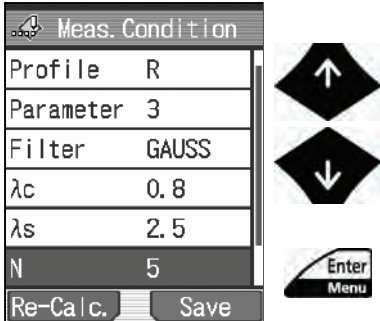 Meas. Condition
Profile R
Parameter 3
Filter GAUSS
λc 0.8
λs 2.5
N 5
Re-Calc. Save
Enter
Menu